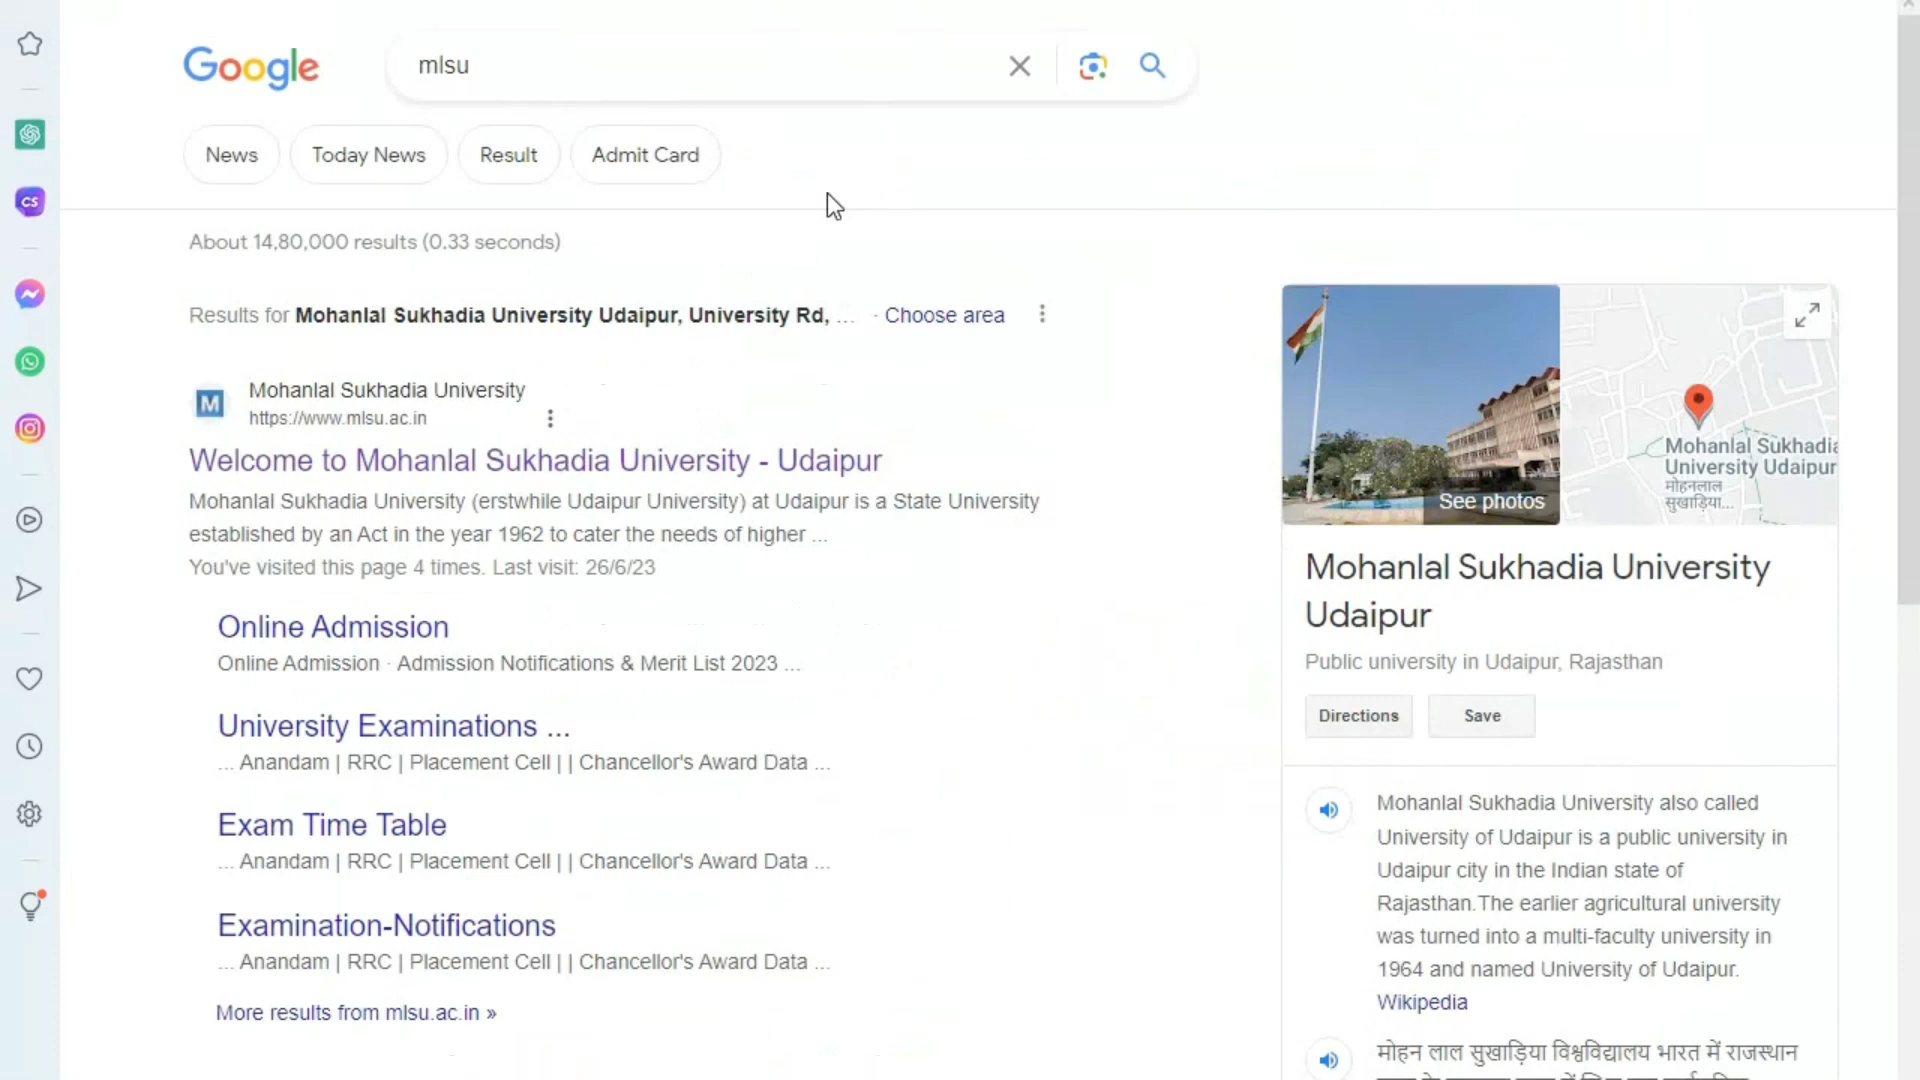 Google
mlsu
News
Today News
Result
Admit Card
About 14,80,000 results (0.33 seconds)
Results for Mohanlal Sukhadia University Udaipur, University Rd, ... · Choose area
M
Mohanlal Sukhadia University
https://www.mlsu.ac.in
Welcome to Mohanlal Sukhadia University - Udaipur
Mohanlal Sukhadia University (erstwhile Udaipur University) at Udaipur is a State University
established by an Act in the year 1962 to cater the needs of higher ...
You've visited this page 4 times. Last visit: 26/6/23
Online Admission
Online Admission · Admission Notifications & Merit List 2023 ...
University Examinations ...
... Anandam | RRC | Placement Cell | | Chancellor's Award Data ...
Exam Time Table
... Anandam | RRC | Placement Cell | | Chancellor's Award Data ...
Examination-Notifications
... Anandam | RRC | Placement Cell | | Chancellor's Award Data ...
More results from mlsu.ac.in »
CS
See photos
Mohanlal Sukhadia
University Udaipur
मोहनलाल
सुखाड़िया...
Mohanlal Sukhadia University
Udaipur
Public university in Udaipur, Rajasthan
Directions
Save
Mohanlal Sukhadia University also called
University of Udaipur is a public university in
Udaipur city in the Indian state of
Rajasthan.The earlier agricultural university
was turned into a multi-faculty university in
1964 and named University of Udaipur.
Wikipedia
मोहन लाल सुखाड़िया विश्वविद्यालय भारत में राजस्थान